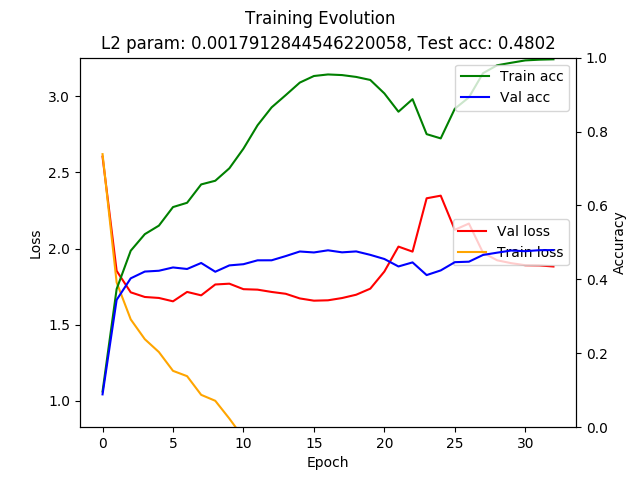 Training Evolution
L2 param: 0.0017912844546220058, Test acc: 0.4802
Train acc
Val acc
Val loss
Train loss
Loss
3.0
2.5
2.0
1.5
1.0
Accuracy
1.0
0.8
0.6
0.4
0.2
0.0
0 5 10 15 20 25 30
Epoch